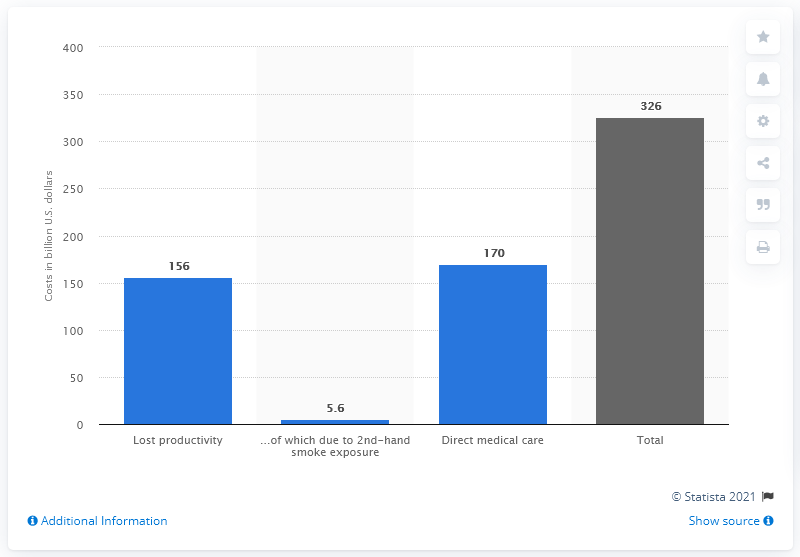 400
350
300
250
200
150
100
50
0
Costs in billion U.S. dollars
156
5.6
170
326
Lost productivity
...of which due to 2nd-hand
smoke exposure
Direct medical care
Total
© Statista 2021
Additional Information
Show source